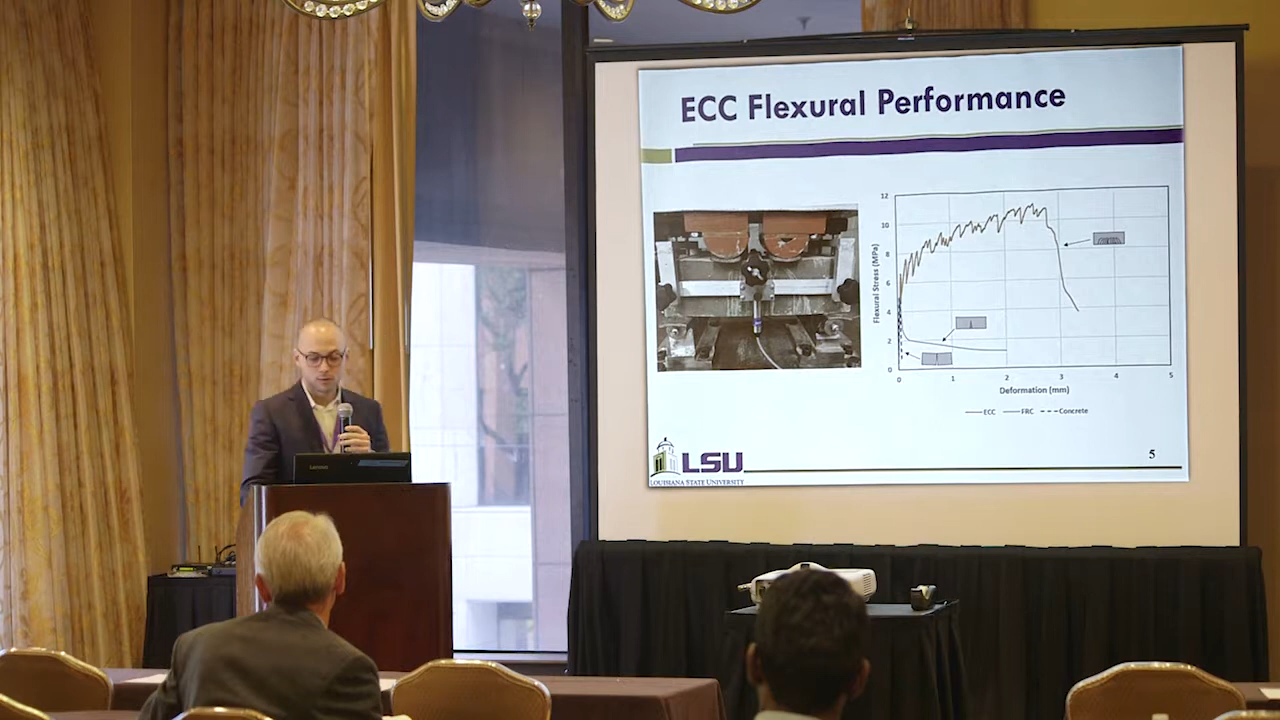 ECC Flexural Performance
12
10
8
6
4
2
0
Flexural Stress (MPa)
0 1 2 3 4 5
Deformation (mm)
ECC FRC Concrete
LSU
LOUISIANA STATE UNIVERSITY
5
Lenovo